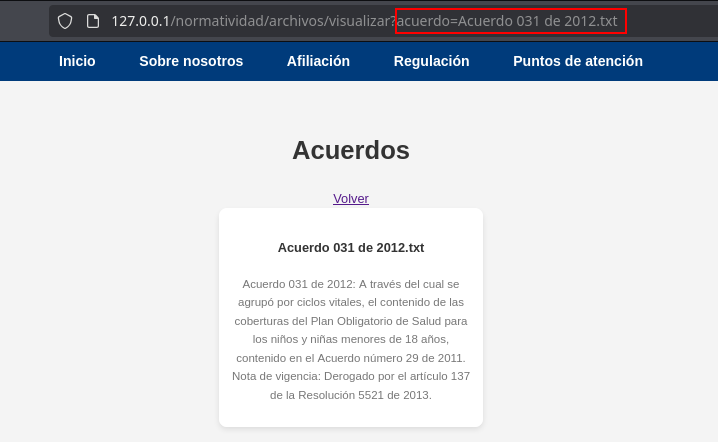 127.0.0.1/normatividad/archivos/visualizar?acuerdo=Acuerdo 031 de 2012.txt
Inicio Sobre nosotros Afiliación Regulación Puntos de atención
Acuerdos
Volver
Acuerdo 031 de 2012.txt
Acuerdo 031 de 2012: A través del cual se
agrupó por ciclos vitales, el contenido de las
coberturas del Plan Obligatorio de Salud para
los niños y niñas menores de 18 años,
contenido en el Acuerdo número 29 de 2011.
Nota de vigencia: Derogado por el artículo 137
de la Resolución 5521 de 2013.